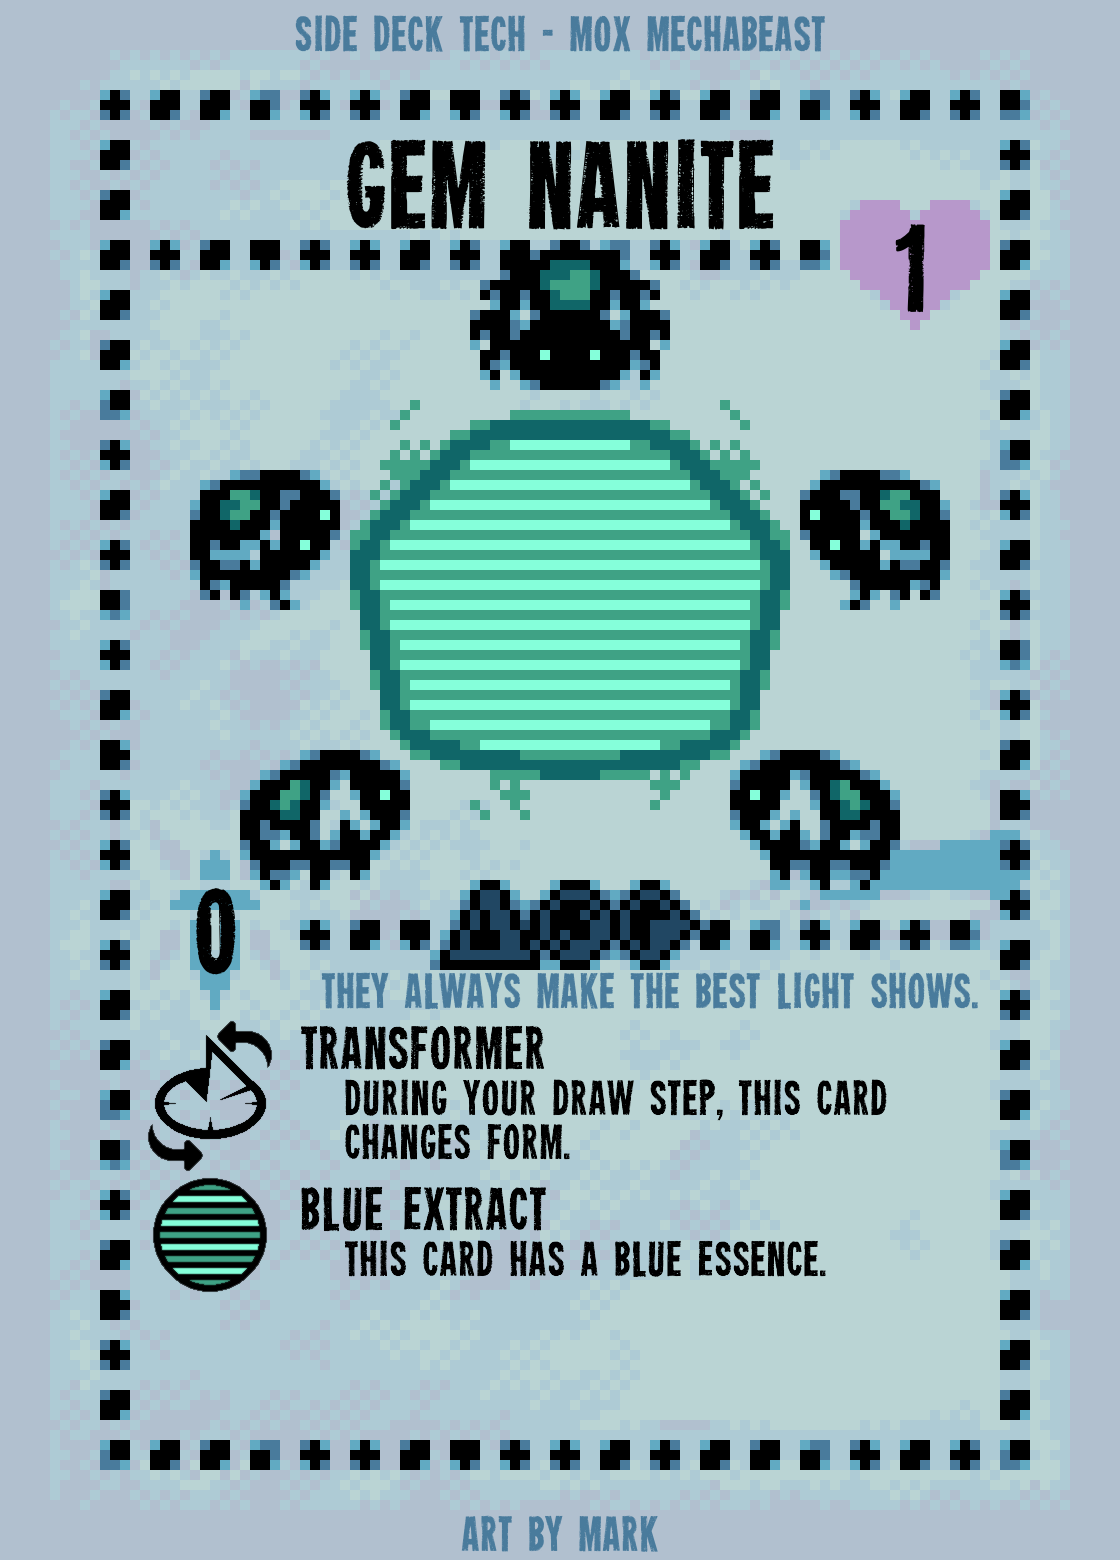 SIDE DECK TECH - MOX MECHABEAST
GEM NANITE
1
0
THEY ALWAYS MAKE THE BEST LIGHT SHOWS.
TRANSFORMER
DURING YOUR DRAW STEP, THIS CARD
CHANGES FORM.
BLUE EXTRACT
THIS CARD HAS A BLUE ESSENCE.
ART BY MARK